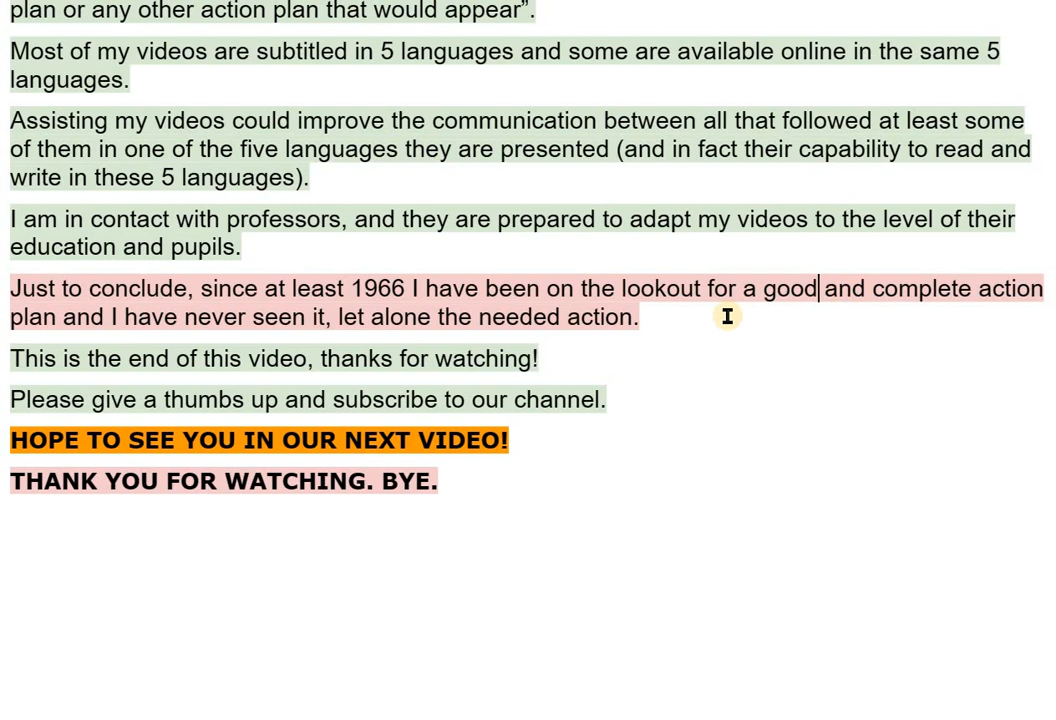 plan or any other action plan that would appear”.
Most of my videos are subtitled in 5 languages and some are available online in the same 5
languages.
Assisting my videos could improve the communication between all that followed at least some
of them in one of the five languages they are presented (and in fact their capability to read and
write in these 5 languages).
I am in contact with professors, and they are prepared to adapt my videos to the level of their
education and pupils.
Just to conclude, since at least 1966 I have been on the lookout for a good and complete action
plan and I have never seen it, let alone the needed action.
This is the end of this video, thanks for watching!
Please give a thumbs up and subscribe to our channel.
HOPE TO SEE YOU IN OUR NEXT VIDEO!
THANK YOU FOR WATCHING. BYE.